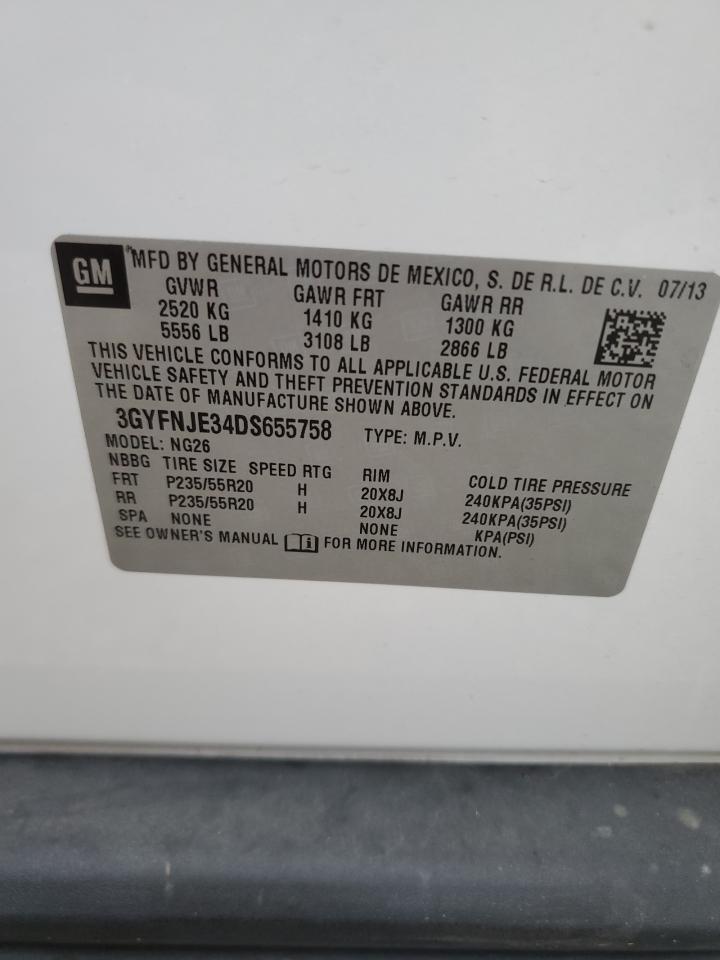 GM
MFD BY GENERAL MOTORS DE MEXICO, S. DE R.L. DE C.V. 07/13
GVWR GAWR FRT GAWR RR
2520 KG 1410 KG 1300 KG
5556 LB 3108 LB 2866 LB
THIS VEHICLE CONFORMS TO ALL APPLICABLE U.S. FEDERAL MOTOR
VEHICLE SAFETY AND THEFT PREVENTION STANDARDS IN EFFECT ON
THE DATE OF MANUFACTURE SHOWN ABOVE.
3GYFNJE34DS655758 TYPE: M.P.V.
MODEL: NG26
NBBG TIRE SIZE SPEED RTG RIM COLD TIRE PRESSURE
FRT P235/55R20 H 20X8J 240KPA(35PSI)
RR P235/55R20 H 20X8J 240KPA(35PSI)
SPA NONE NONE KPA(PSI)
SEE OWNER'S MANUAL FOR MORE INFORMATION.